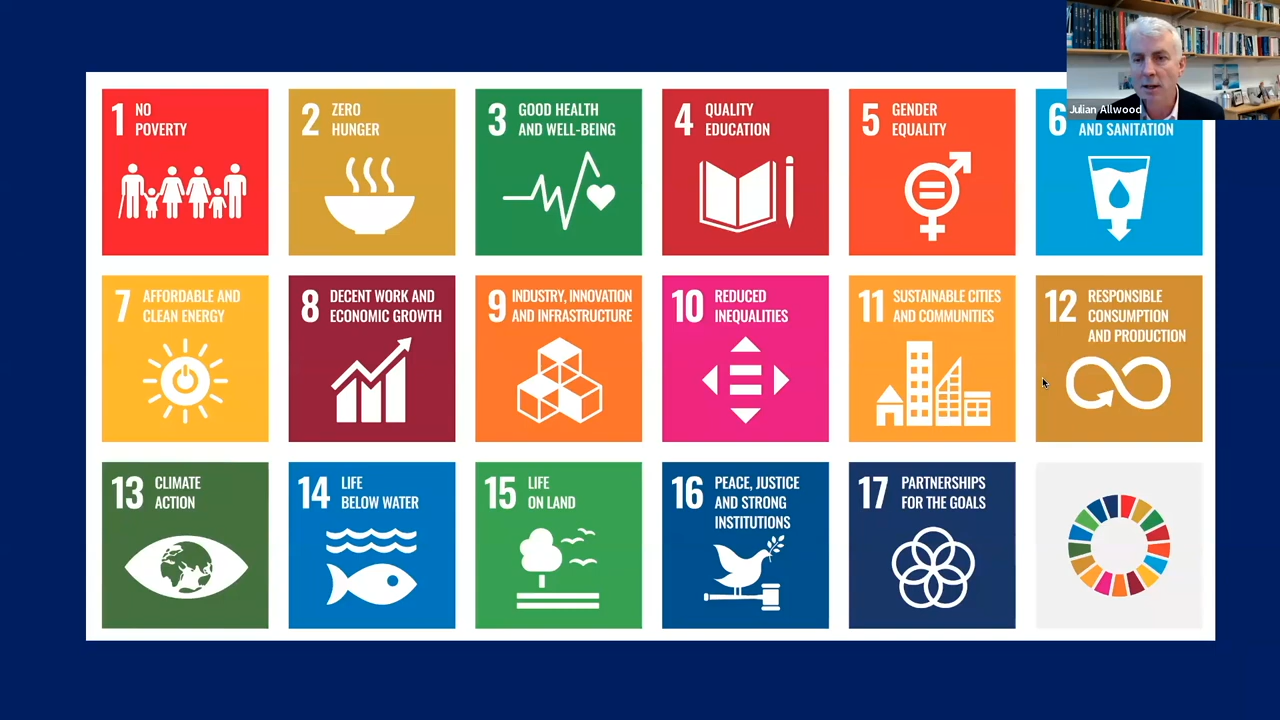 Julian Allwood
1 NO
POVERTY
2 ZERO
HUNGER
3 GOOD HEALTH
AND WELL-BEING
4 QUALITY
EDUCATION
5 GENDER
EQUALITY
6
AND SANITATION
7 AFFORDABLE AND
CLEAN ENERGY
8 DECENT WORK AND
ECONOMIC GROWTH
9 INDUSTRY, INNOVATION
AND INFRASTRUCTURE
10 REDUCED
INEQUALITIES
11 SUSTAINABLE CITIES
AND COMMUNITIES
12 RESPONSIBLE
CONSUMPTION
AND PRODUCTION
13 CLIMATE
ACTION
14 LIFE
BELOW WATER
15 LIFE
ON LAND
16 PEACE, JUSTICE
AND STRONG
INSTITUTIONS
17 PARTNERSHIPS
FOR THE GOALS